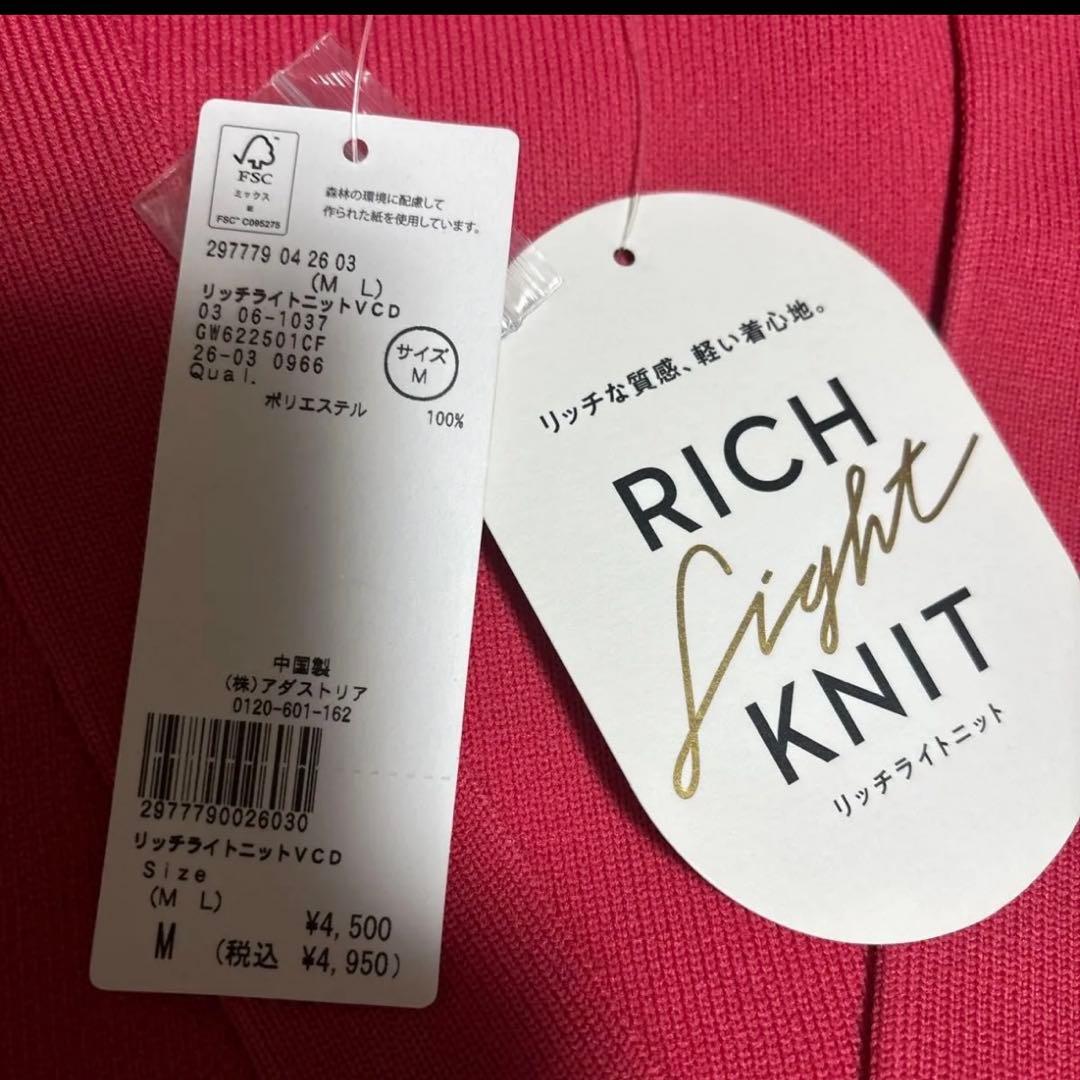 FSC
ミックス
紙
FSC™ C095275
森林の環境に配慮して
作られた紙を使用しています。
297779 04 26 03
(M L)
リッチライトニットVCD
03 06-1037
GW622501CF
26-03 0966
Qual.
サイズ
M
ポリエステル 100%
中国製
(株)アダストリア
0120-601-162
2977790026030
リッチライトニットVCD
Size
(M L)
M
¥4,500
(税込 ¥4,950)
リッチな質感、軽い着心地。
RICH
light
KNIT
リッチライトニット